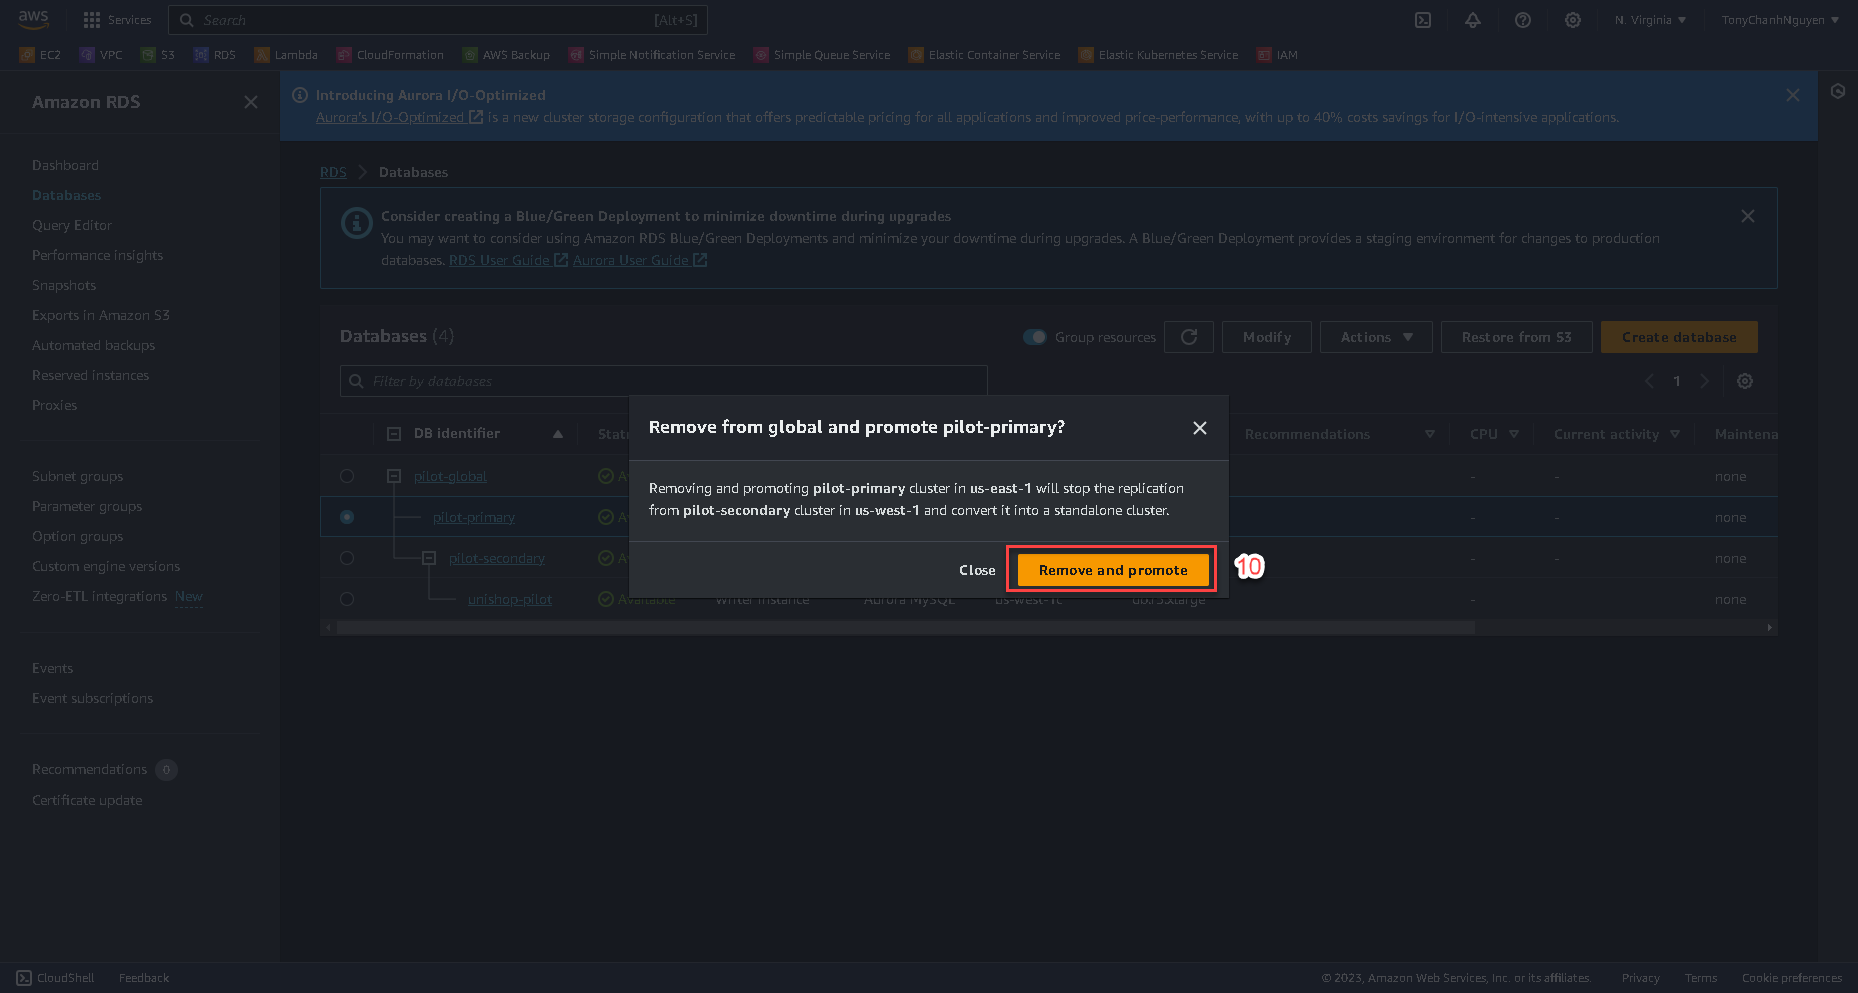 aws
Services
Search
[Alt+S]
N. Virginia
TonyChanhNguyen
EC2
VPC
S3
RDS
Lambda
CloudFormation
AWS Backup
Simple Notification Service
Simple Queue Service
Elastic Container Service
Elastic Kubernetes Service
IAM
Amazon RDS
Dashboard
Databases
Query Editor
Performance insights
Snapshots
Exports in Amazon S3
Automated backups
Reserved instances
Proxies
Subnet groups
Parameter groups
Option groups
Custom engine versions
Zero-ETL integrations New
Events
Event subscriptions
Recommendations 0
Certificate update
Introducing Aurora I/O-Optimized
Aurora's I/O-Optimized is a new cluster storage configuration that offers predictable pricing for all applications and improved price-performance, with up to 40% costs savings for I/O-intensive applications.
RDS
Databases
Consider creating a Blue/Green Deployment to minimize downtime during upgrades
You may want to consider using Amazon RDS Blue/Green Deployments and minimize your downtime during upgrades. A Blue/Green Deployment provides a staging environment for changes to production
databases. RDS User Guide Aurora User Guide
Databases (4)
Group resources
Modify
Actions
Restore from S3
Create database
Filter by databases
1
DB identifier
Recommendations
CPU
Current activity
pilot-global
-
-
none
pilot-primary
-
-
none
pilot-secondary
-
-
none
unishop-pilot
Available
Writer instance
Aurora MySQL
us-west-1c
db.r5.xlarge
-
-
none
Remove from global and promote pilot-primary?
Removing and promoting pilot-primary cluster in us-east-1 will stop the replication
from pilot-secondary cluster in us-west-1 and convert it into a standalone cluster.
Close
Remove and promote
10
CloudShell
Feedback
© 2023, Amazon Web Services, Inc. or its affiliates.
Privacy
Terms
Cookie preferences